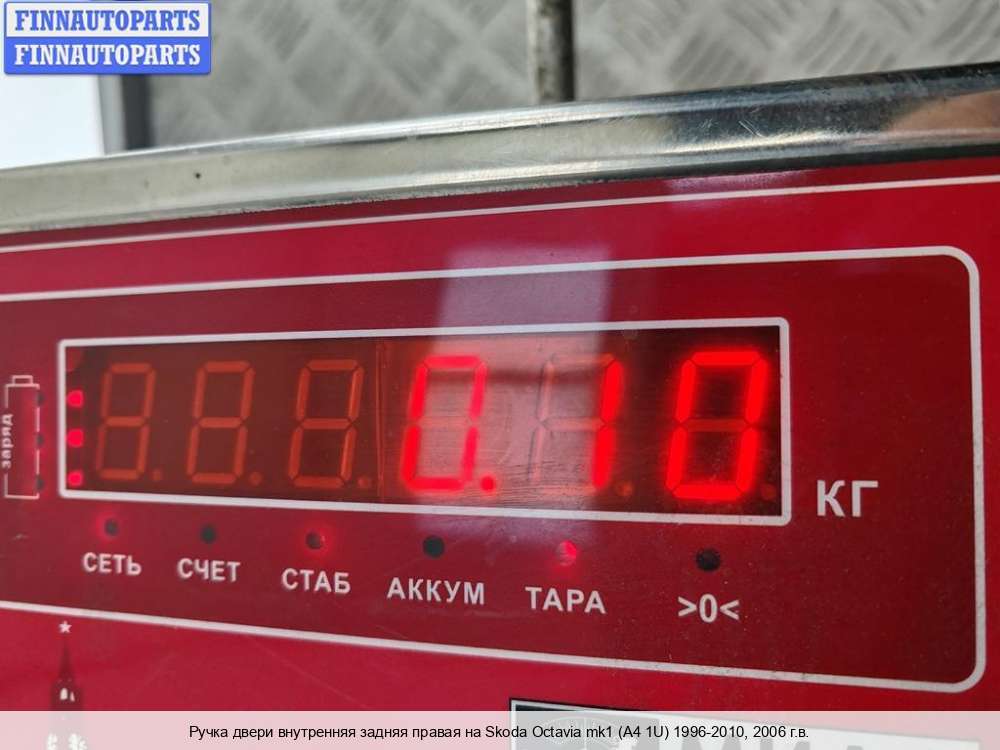 FINNAUTOPARTS
FINNAUTOPARTS
0.10
КГ
заряд
СЕТЬ СЧЕТ СТАБ АККУМ ТАРА >0<
Ручка двери внутренняя задняя правая на Skoda Octavia mk1 (A4 1U) 1996-2010, 2006 г.в.